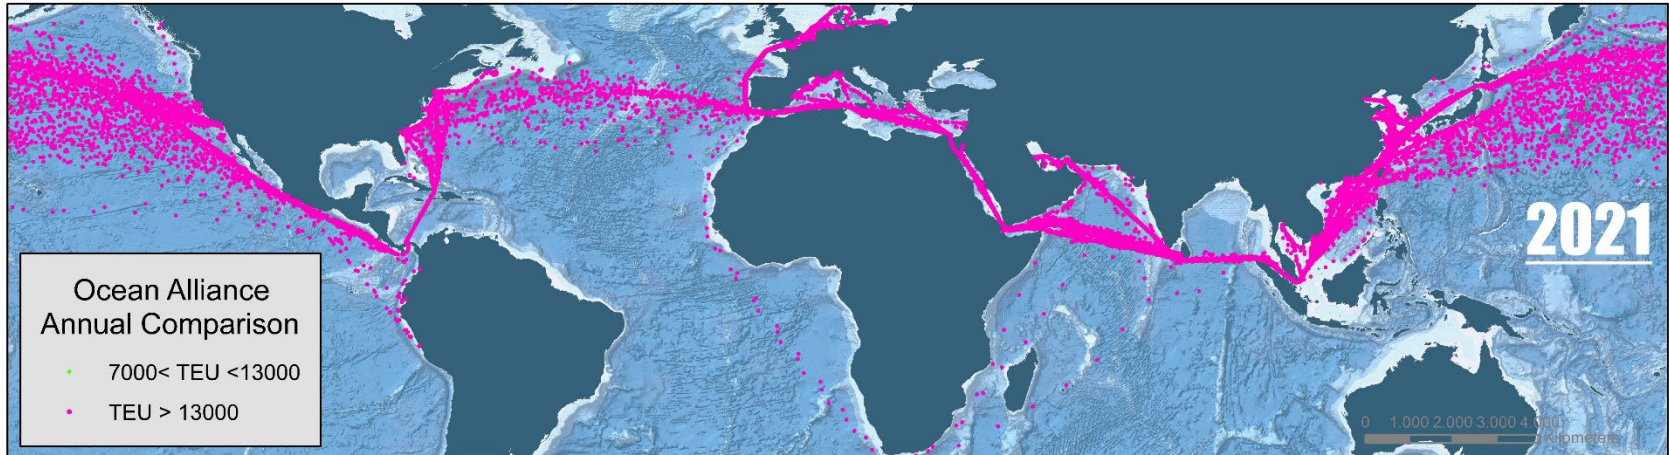 2021
Ocean Alliance
Annual Comparison
7000< TEU <13000
TEU > 13000
0 1.000 2.000 3.000 4.000
Kilometers